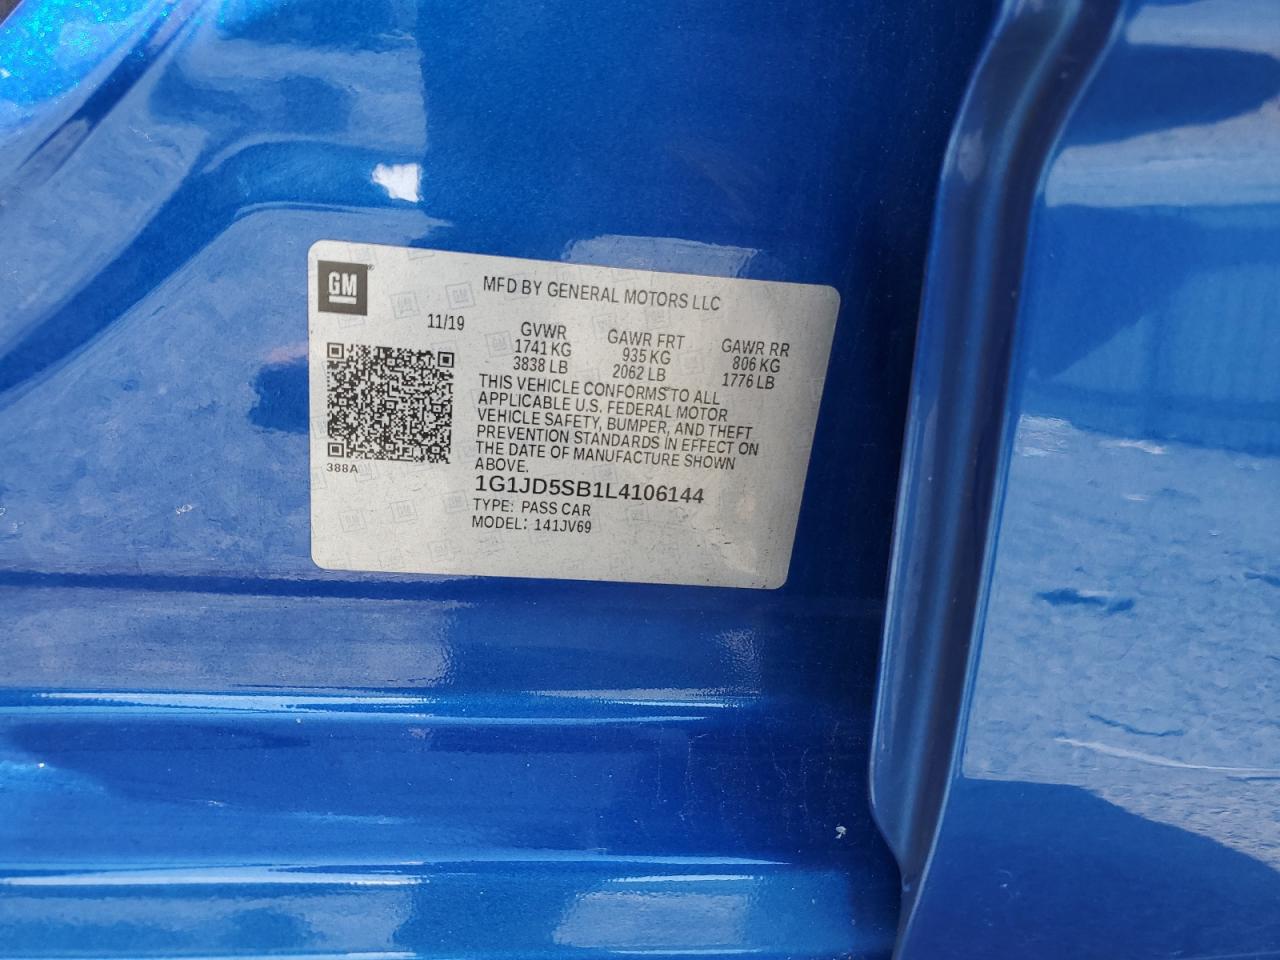 GM
MFD BY GENERAL MOTORS LLC
11/19
GVWR
1741 KG
3838 LB
GAWR FRT
935 KG
2062 LB
GAWR RR
806 KG
1776 LB
THIS VEHICLE CONFORMS TO ALL
APPLICABLE U.S. FEDERAL MOTOR
VEHICLE SAFETY, BUMPER, AND THEFT
PREVENTION STANDARDS IN EFFECT ON
THE DATE OF MANUFACTURE SHOWN
ABOVE.
388A
1G1JD5SB1L4106144
TYPE: PASS CAR
MODEL: 141JV69